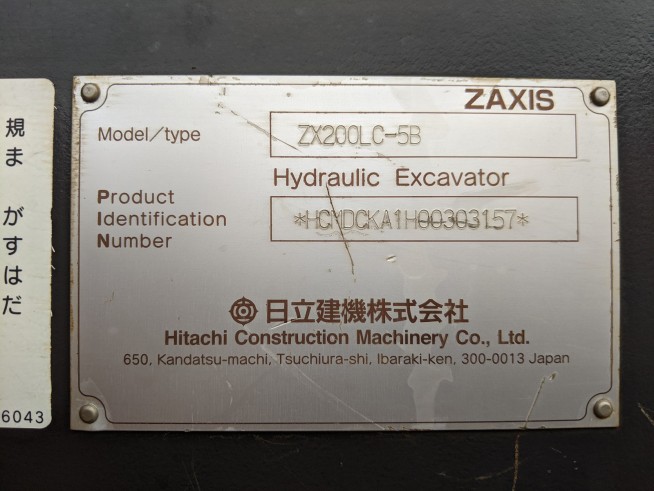 規ま
がすはだ
6043
ZAXIS
Model/type
ZX200LC-5B
Hydraulic Excavator
Product
Identification
Number
*HCMDCKA1H00303157*
日立建機株式会社
Hitachi Construction Machinery Co., Ltd.
650, Kandatsu-machi, Tsuchiura-shi, Ibaraki-ken, 300-0013 Japan